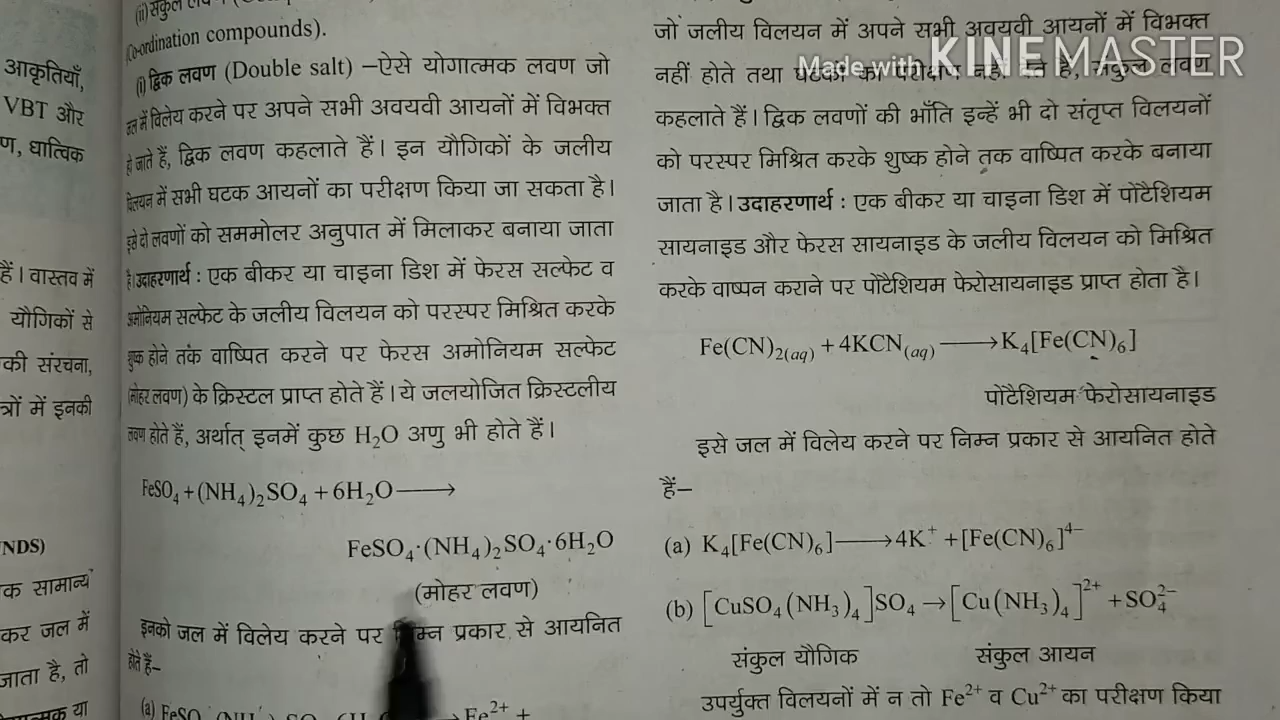 आकृतियाँ,
VBT और
ण, धात्विक
हैं। वास्तव में
यौगिकों से
की संरचना,
त्रों में इनकी
NDS)
क सामान्य
कर जल में
जाता है, तो
(ii) संकुल लवण
(Co-ordination compounds).
(i) द्विक लवण (Double salt) –ऐसे योगात्मक लवण जो
जल में विलेय करने पर अपने सभी अवयवी आयनों में विभक्त
हो जाते हैं, द्विक लवण कहलाते हैं। इन यौगिकों के जलीय
विलयन में सभी घटक आयनों का परीक्षण किया जा सकता है।
इसे दो लवणों को सममोलर अनुपात में मिलाकर बनाया जाता
है। उदाहरणार्थ : एक बीकर या चाइना डिश में फेरस सल्फेट व
अमोनियम सल्फेट के जलीय विलयन को परस्पर मिश्रित करके
शुष्क होने तक वाष्पित करने पर फेरस अमोनियम सल्फेट
(मोहर लवण) के क्रिस्टल प्राप्त होते हैं। ये जलयोजित क्रिस्टलीय
लवण होते हैं, अर्थात् इनमें कुछ H₂O अणु भी होते हैं।
FeSO₄ + (NH₄)₂SO₄ + 6H₂O ⟶
FeSO₄·(NH₄)₂SO₄·6H₂O
(मोहर लवण)
इनको जल में विलेय करने पर निम्न प्रकार से आयनित
होते हैं–
जो जलीय विलयन में अपने सभी अवयवी आयनों में विभक्त
नहीं होते तथा का परीक्षण है, संकुल लवण
कहलाते हैं। द्विक लवणों की भाँति इन्हें भी दो संतृप्त विलयनों
को परस्पर मिश्रित करके शुष्क होने तक वाष्पित करके बनाया
जाता है। उदाहरणार्थ : एक बीकर या चाइना डिश में पोटैशियम
सायनाइड और फेरस सायनाइड के जलीय विलयन को मिश्रित
करके वाष्पन कराने पर पोटैशियम फेरोसायनाइड प्राप्त होता है।
Fe(CN)₂(aq) + 4KCN(aq) ⟶ K₄[Fe(CN)₆]
पोटैशियम फेरोसायनाइड
इसे जल में विलेय करने पर निम्न प्रकार से आयनित होते
हैं–
(a) K₄[Fe(CN)₆] ⟶ 4K⁺ + [Fe(CN)₆]⁴⁻
(b) [CuSO₄(NH₃)₄]SO₄ → [Cu(NH₃)₄]²⁺ + SO₄²⁻
संकुल यौगिक संकुल आयन
उपर्युक्त विलयनों में न तो Fe²⁺ व Cu²⁺ का परीक्षण किया
Made with KINEMASTER